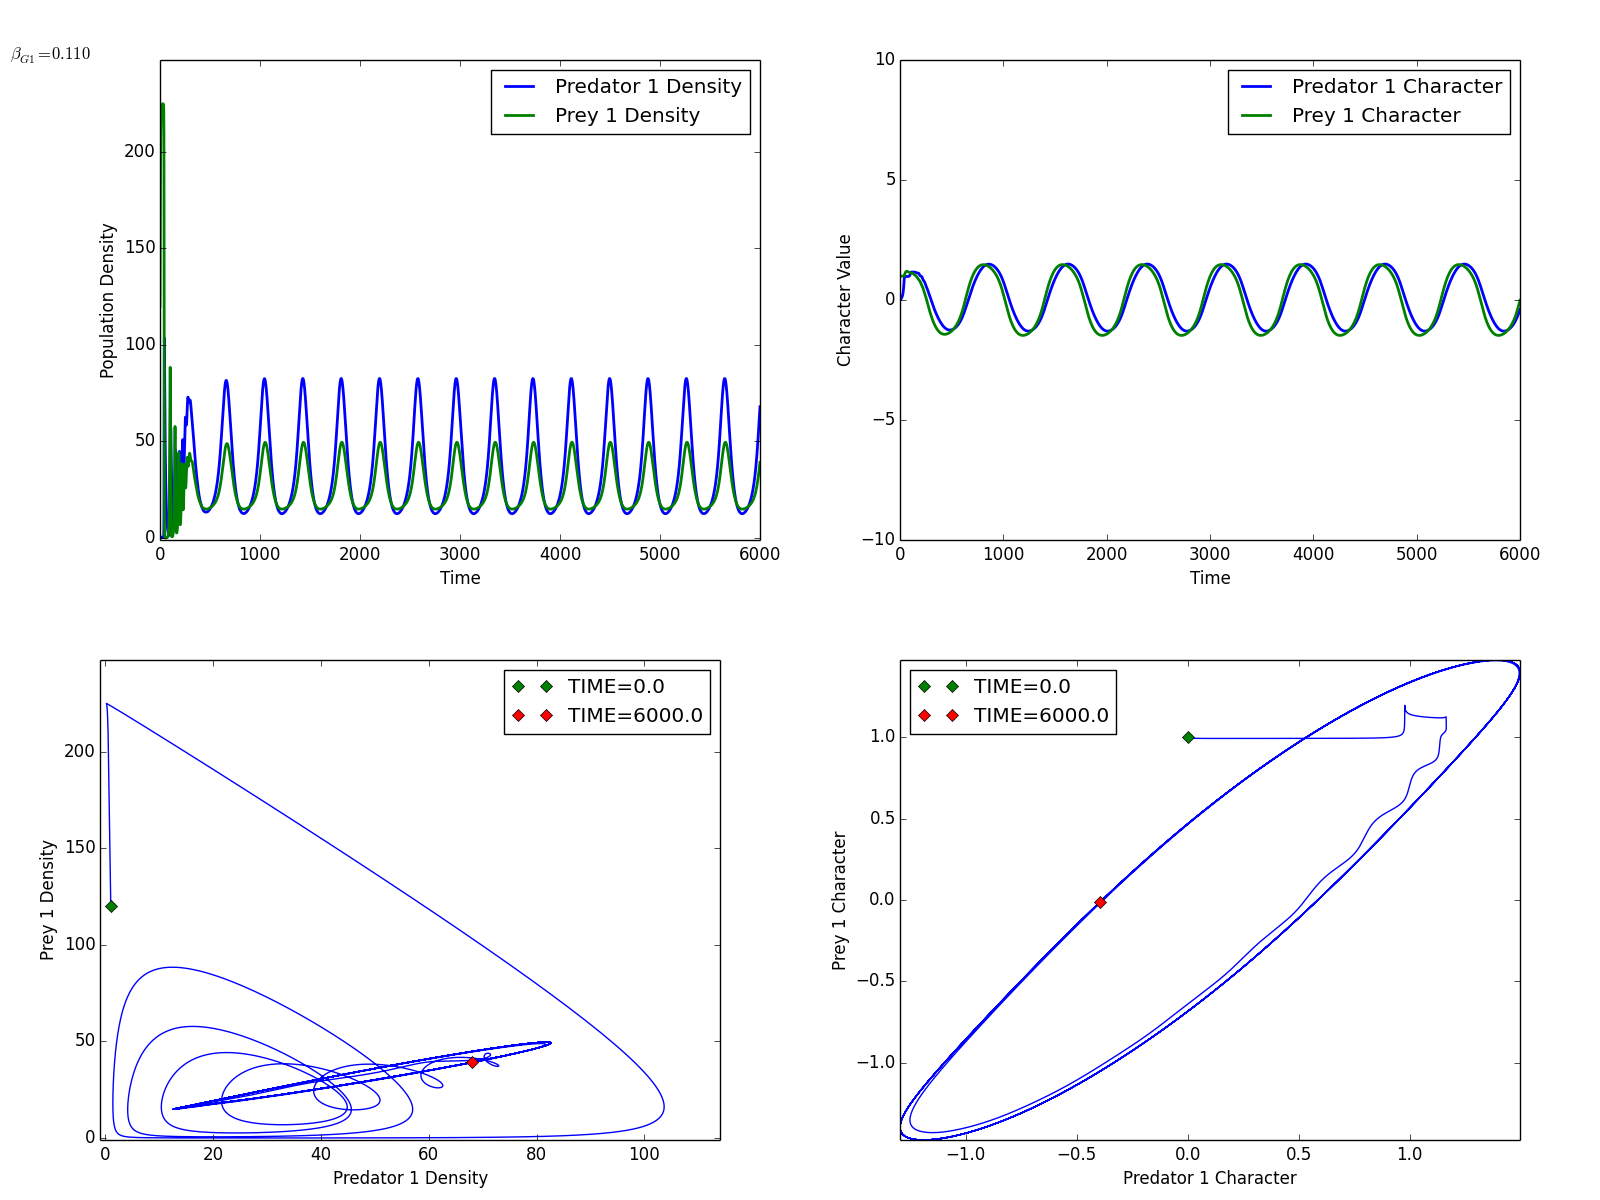 β_G1=0.110
Predator 1 Density
Prey 1 Density
200
150
100
50
0
Population Density
0 1000 2000 3000 4000 5000 6000
Time
Predator 1 Character
Prey 1 Character
10
5
0
−5
−10
Character Value
0 1000 2000 3000 4000 5000 6000
Time
TIME=0.0
TIME=6000.0
200
150
100
50
0
Prey 1 Density
0 20 40 60 80 100
Predator 1 Density
TIME=0.0
TIME=6000.0
1.0
0.5
0.0
−0.5
−1.0
Prey 1 Character
−1.0 −0.5 0.0 0.5 1.0
Predator 1 Character